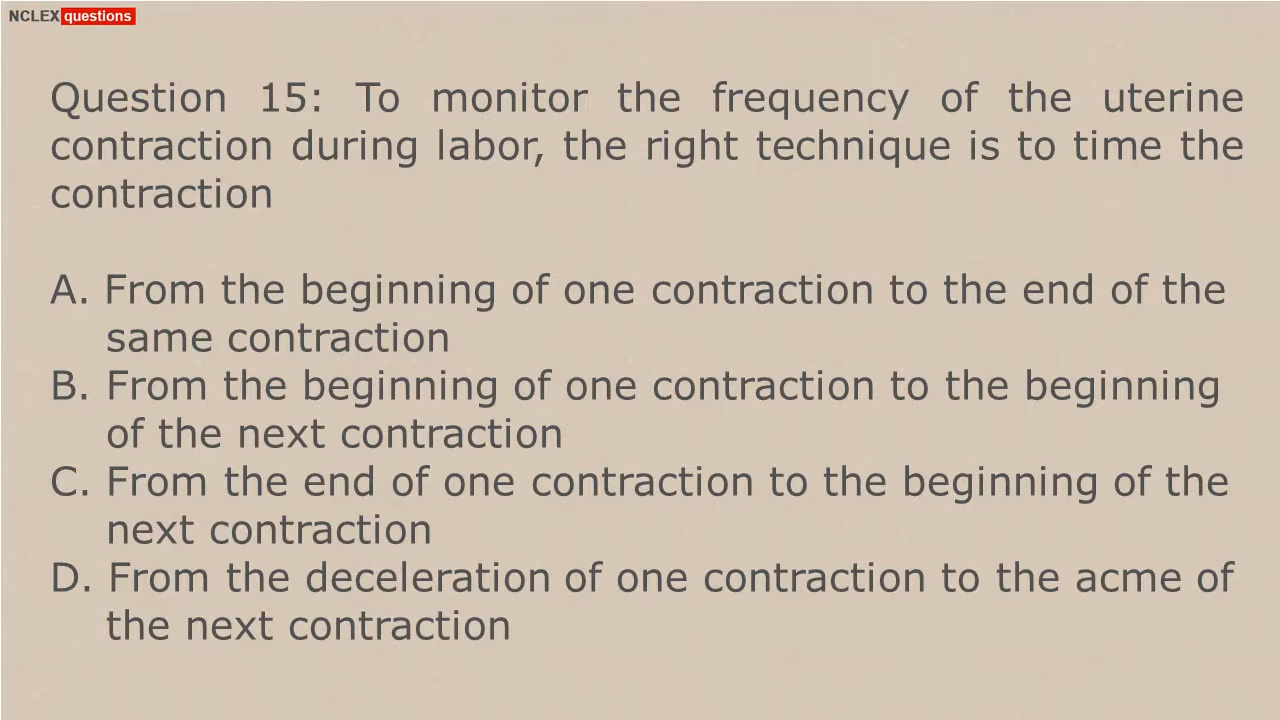 NCLEX questions
Question 15: To monitor the frequency of the uterine
contraction during labor, the right technique is to time the
contraction
A. From the beginning of one contraction to the end of the
same contraction
B. From the beginning of one contraction to the beginning
of the next contraction
C. From the end of one contraction to the beginning of the
next contraction
D. From the deceleration of one contraction to the acme of
the next contraction